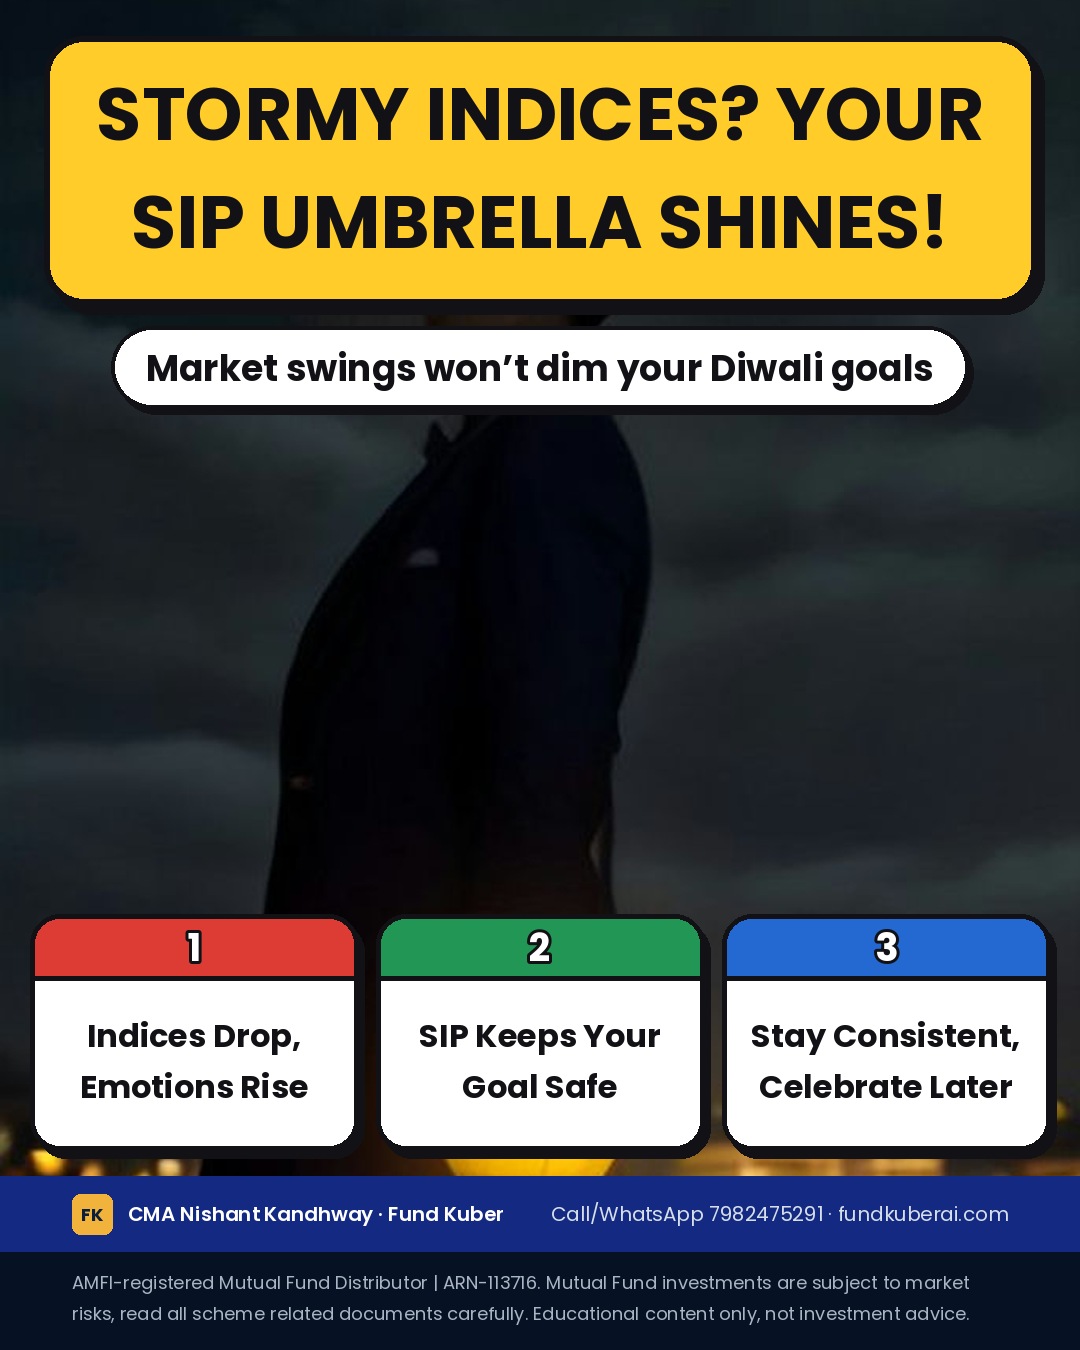 STORMY INDICES? YOUR
SIP UMBRELLA SHINES!
Market swings won’t dim your Diwali goals
1
Indices Drop,
Emotions Rise
2
SIP Keeps Your
Goal Safe
3
Stay Consistent,
Celebrate Later
FK CMA Nishant Kandhway · Fund Kuber Call/WhatsApp 7982475291 · fundkuberai.com
AMFI-registered Mutual Fund Distributor | ARN-113716. Mutual Fund investments are subject to market
risks, read all scheme related documents carefully. Educational content only, not investment advice.